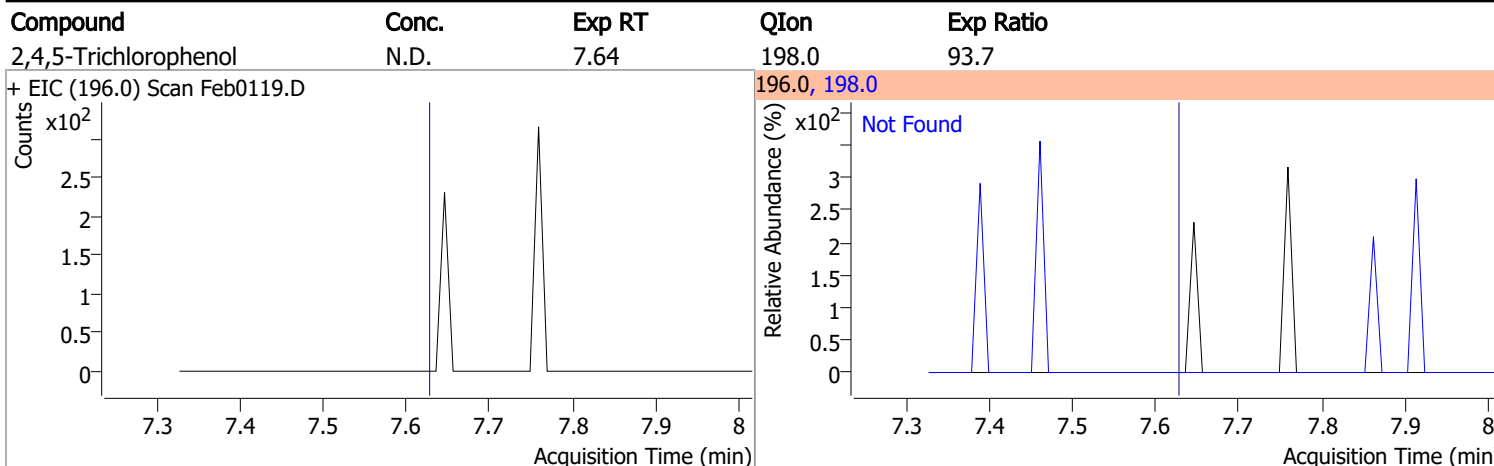 Compound Conc. Exp RT QIon Exp Ratio
2,4,5-Trichlorophenol N.D. 7.64 198.0 93.7
+ EIC (196.0) Scan Feb0119.D
Counts
x10²
2.5
2
1.5
1
0.5
0
7.3 7.4 7.5 7.6 7.7 7.8 7.9 8
Acquisition Time (min)
196.0, 198.0
Relative Abundance (%)
x10²
Not Found
3
2.5
2
1.5
1
0.5
0
7.3 7.4 7.5 7.6 7.7 7.8 7.9 8
Acquisition Time (min